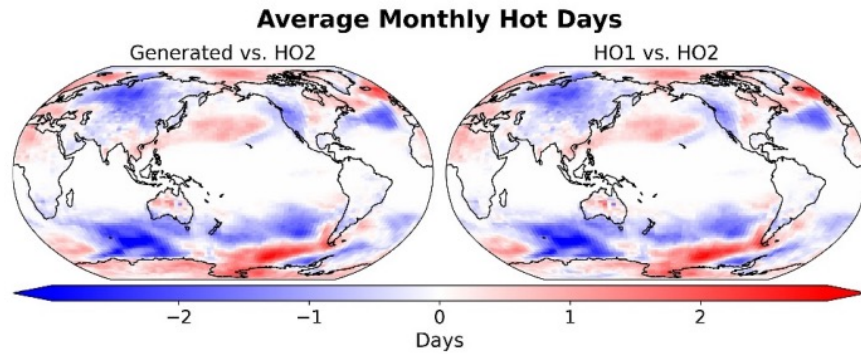 Average Monthly Hot Days
Generated vs. HO2
HO1 vs. HO2
−2 −1 0 1 2
Days